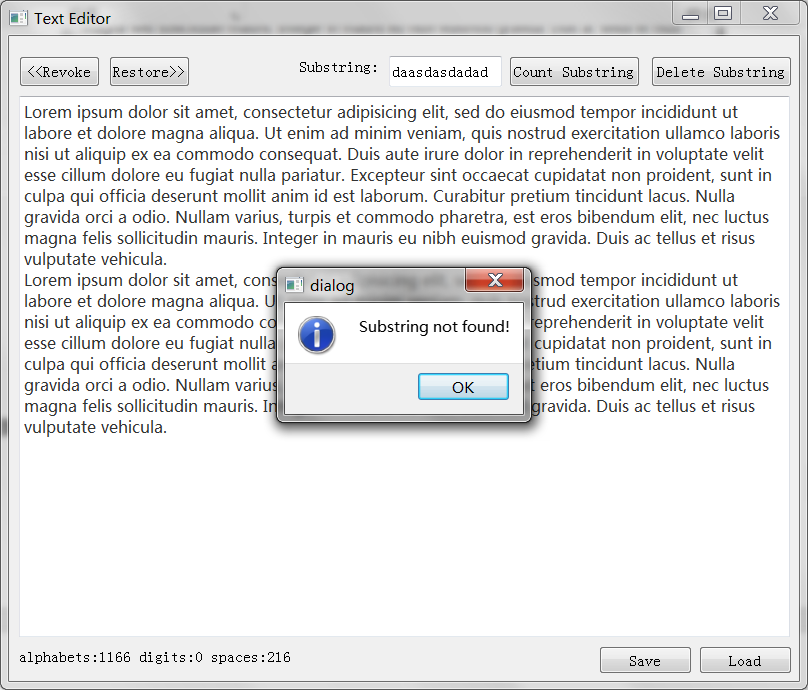 Text Editor
<<Revoke Restore>> Substring: daasdasdadad Count Substring Delete Substring
Lorem ipsum dolor sit amet, consectetur adipisicing elit, sed do eiusmod tempor incididunt ut
labore et dolore magna aliqua. Ut enim ad minim veniam, quis nostrud exercitation ullamco laboris
nisi ut aliquip ex ea commodo consequat. Duis aute irure dolor in reprehenderit in voluptate velit
esse cillum dolore eu fugiat nulla pariatur. Excepteur sint occaecat cupidatat non proident, sunt in
culpa qui officia deserunt mollit anim id est laborum. Curabitur pretium tincidunt lacus. Nulla
gravida orci a odio. Nullam varius, turpis et commodo pharetra, est eros bibendum elit, nec luctus
magna felis sollicitudin mauris. Integer in mauris eu nibh euismod gravida. Duis ac tellus et risus
vulputate vehicula.
Lorem ipsum dolor sit amet, cons smod tempor incididunt ut
labore et dolore magna aliqua. U strud exercitation ullamco laboris
nisi ut aliquip ex ea commodo co reprehenderit in voluptate velit
esse cillum dolore eu fugiat nulla cupidatat non proident, sunt in
culpa qui officia deserunt mollit a etium tincidunt lacus. Nulla
gravida orci a odio. Nullam varius t eros bibendum elit, nec luctus
magna felis sollicitudin mauris. In gravida. Duis ac tellus et risus
vulputate vehicula.
dialog
Substring not found!
OK
alphabets:1166 digits:0 spaces:216
Save Load